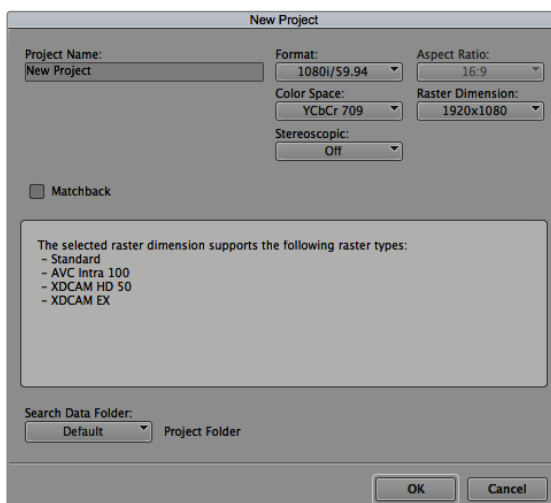 New Project
Project Name:
New Project
Format:
1080i/59.94
Aspect Ratio:
16:9
Color Space:
YCbCr 709
Raster Dimension:
1920x1080
Stereoscopic:
Off
Matchback
The selected raster dimension supports the following raster types:
– Standard
– AVC Intra 100
– XDCAM HD 50
– XDCAM EX
Search Data Folder:
Default
Project Folder
OK
Cancel